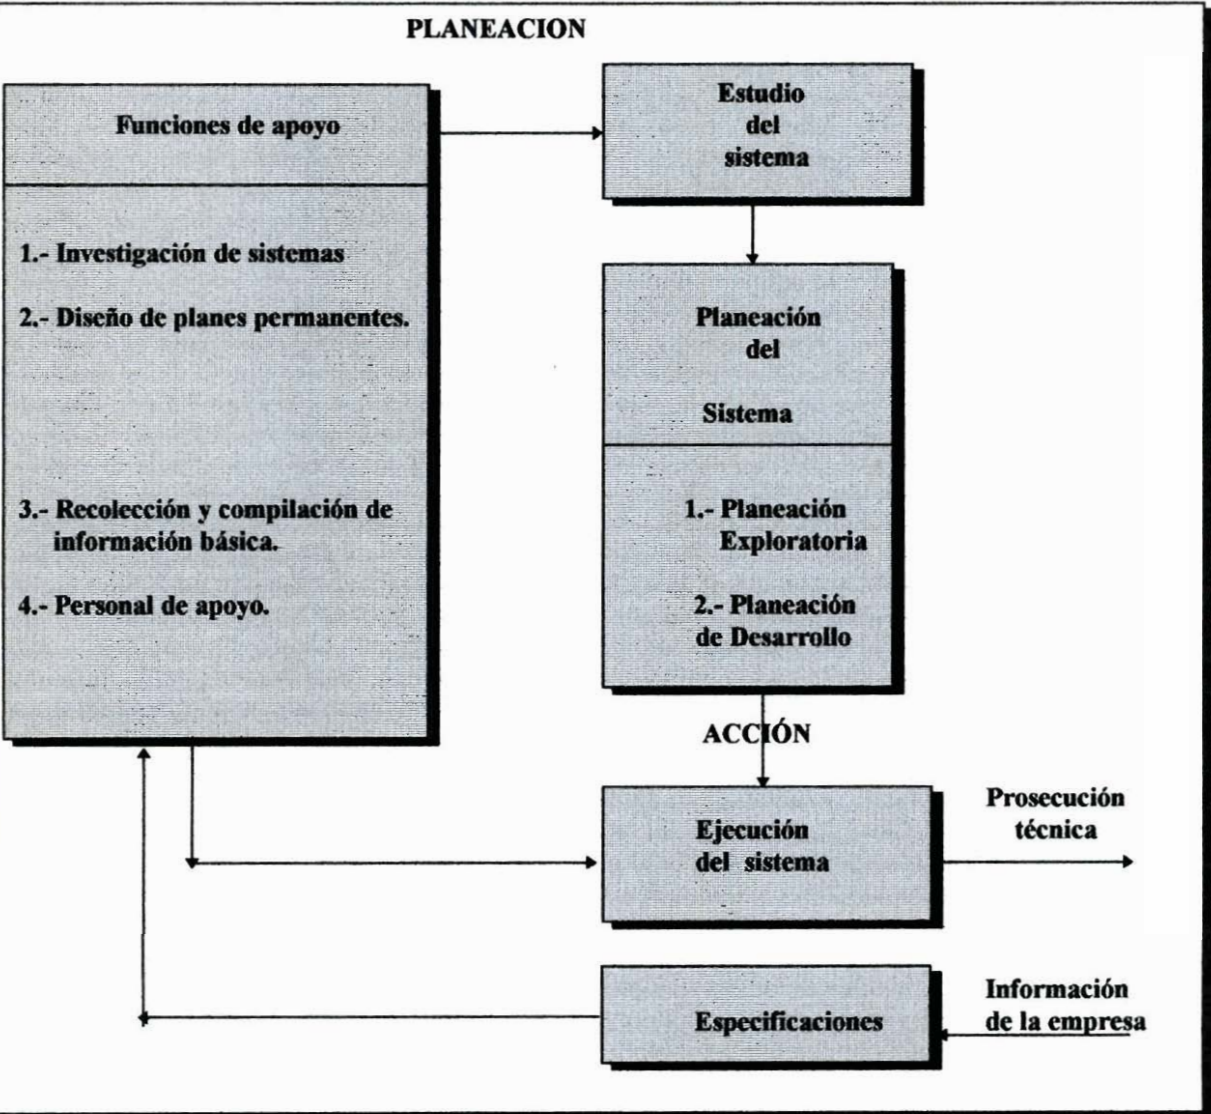 PLANEACION
Funciones de apoyo
1.- Investigación de sistemas
2.- Diseño de planes permanentes.
3.- Recolección y compilación de
información básica.
4.- Personal de apoyo.
Estudio
del
sistema
Planeación
del
Sistema
1.- Planeación
Exploratoria
2.- Planeación
de Desarrollo
ACCIÓN
Ejecución
del sistema
Prosecución
técnica
Especificaciones
Información
de la empresa